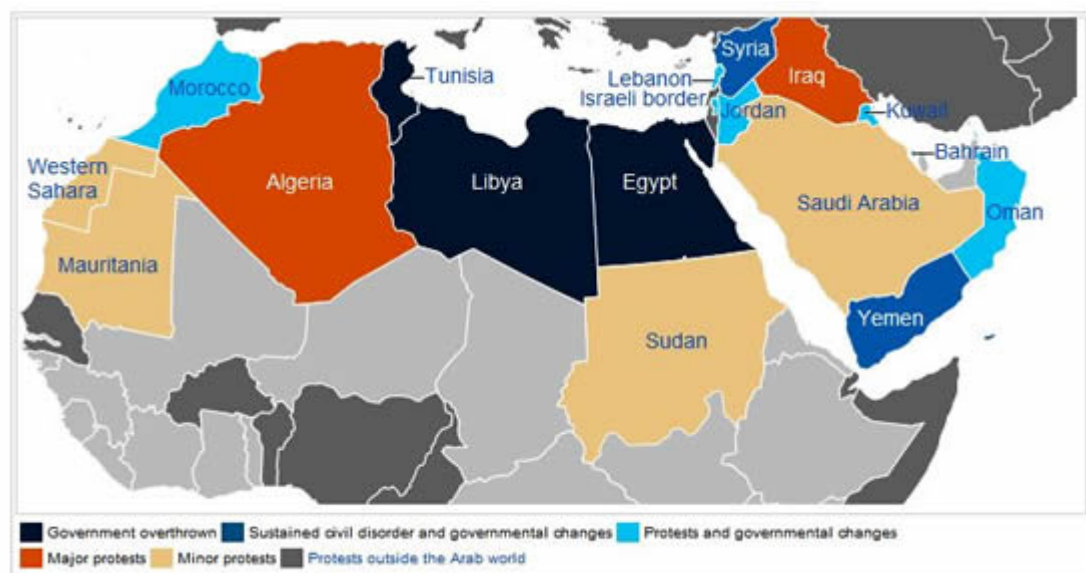 Syria
Tunisia
Lebanon
Iraq
Morocco
Israeli border
Jordan
Kuwait
Bahrain
Western
Sahara
Algeria
Libya
Egypt
Saudi Arabia
Oman
Mauritania
Yemen
Sudan
Government overthrown
Sustained civil disorder and governmental changes
Protests and governmental changes
Major protests
Minor protests
Protests outside the Arab world